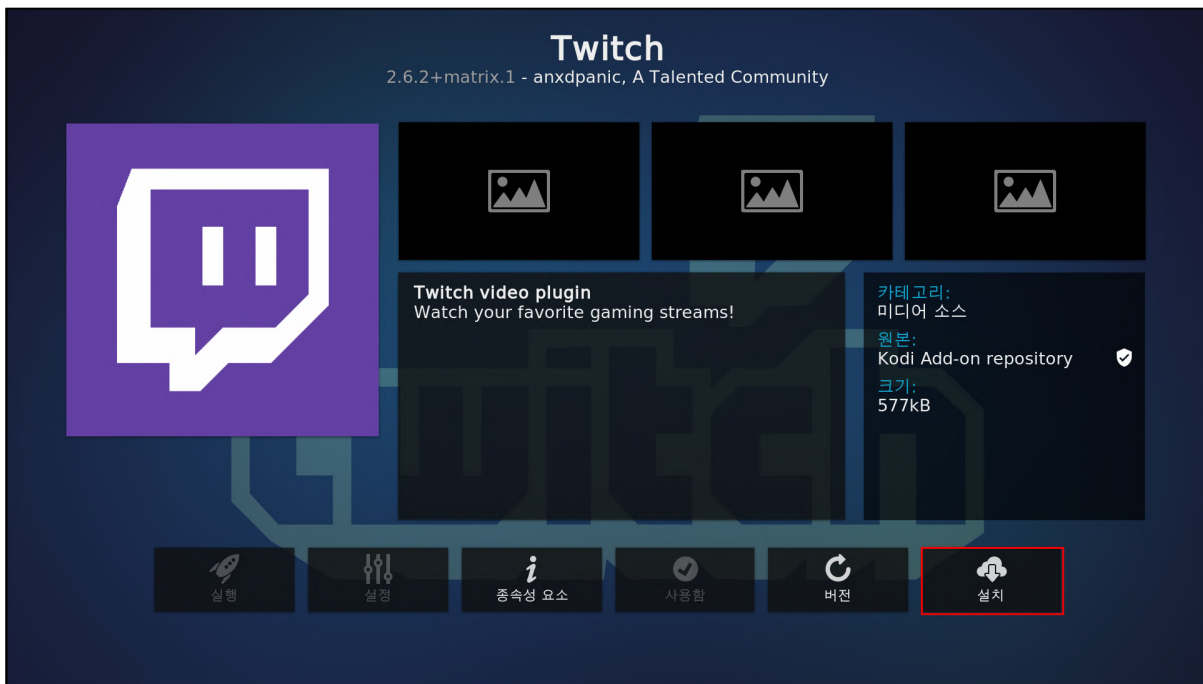 Twitch
2.6.2+matrix.1 - anxdpanic, A Talented Community
Twitch video plugin
Watch your favorite gaming streams!
카테고리:
미디어 소스
원본:
Kodi Add-on repository
크기:
577kB
twitch
실행
설정
종속성 요소
사용함
버전
설치